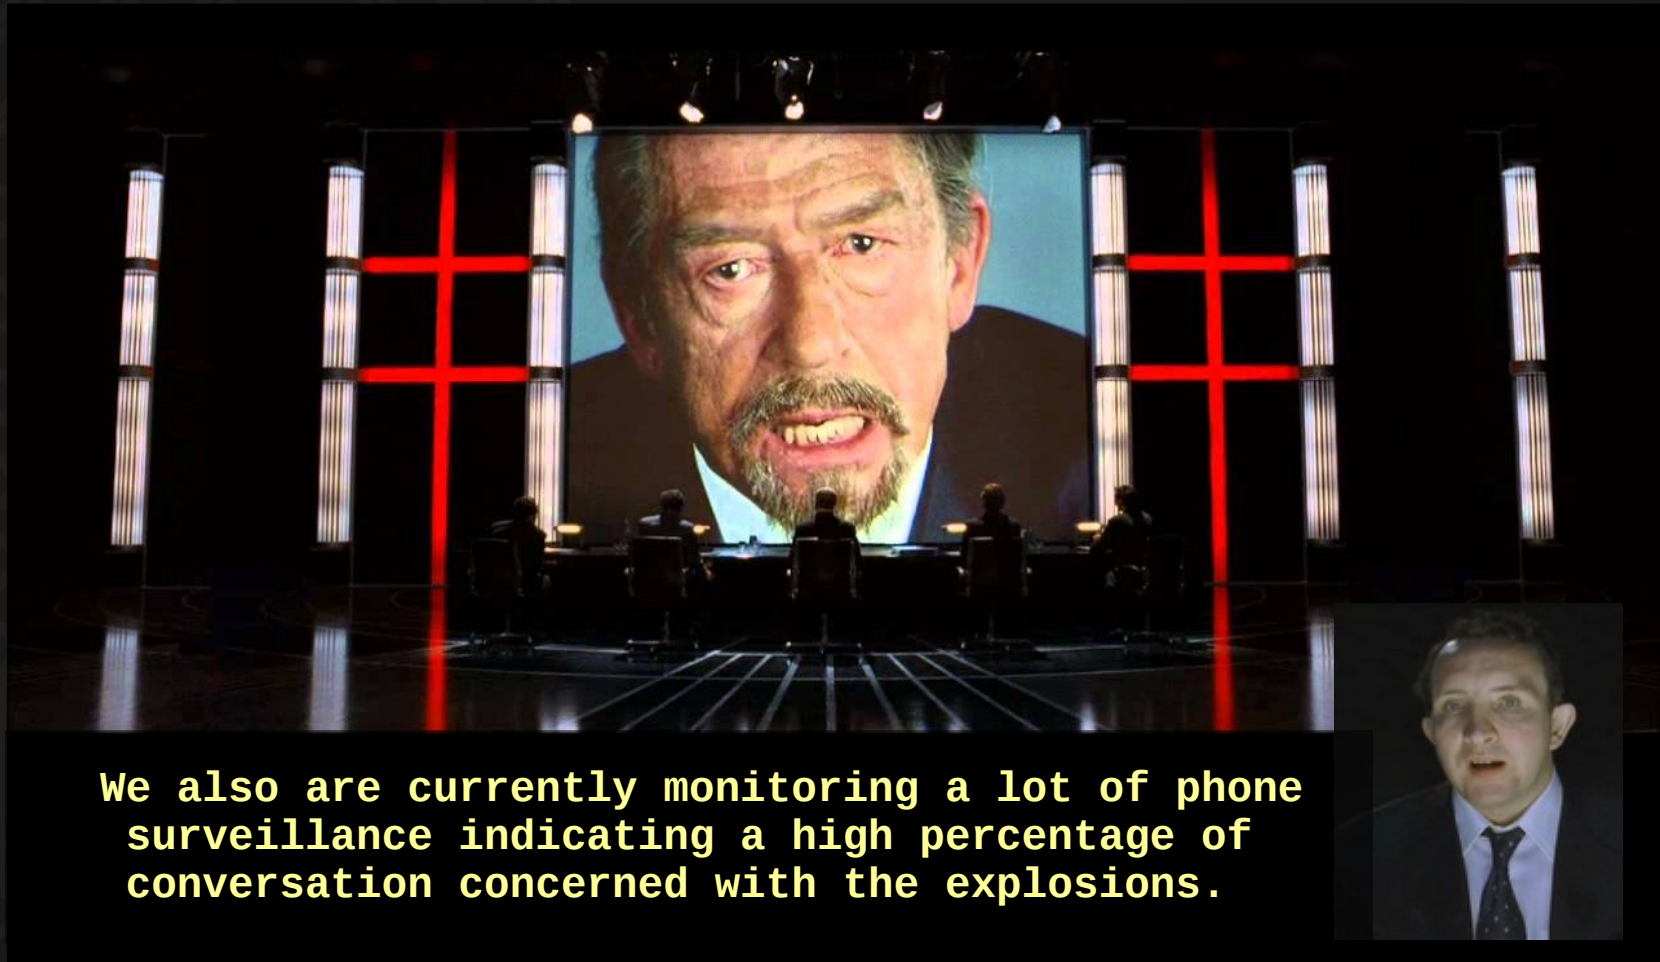 We also are currently monitoring a lot of phone
surveillance indicating a high percentage of
conversation concerned with the explosions.